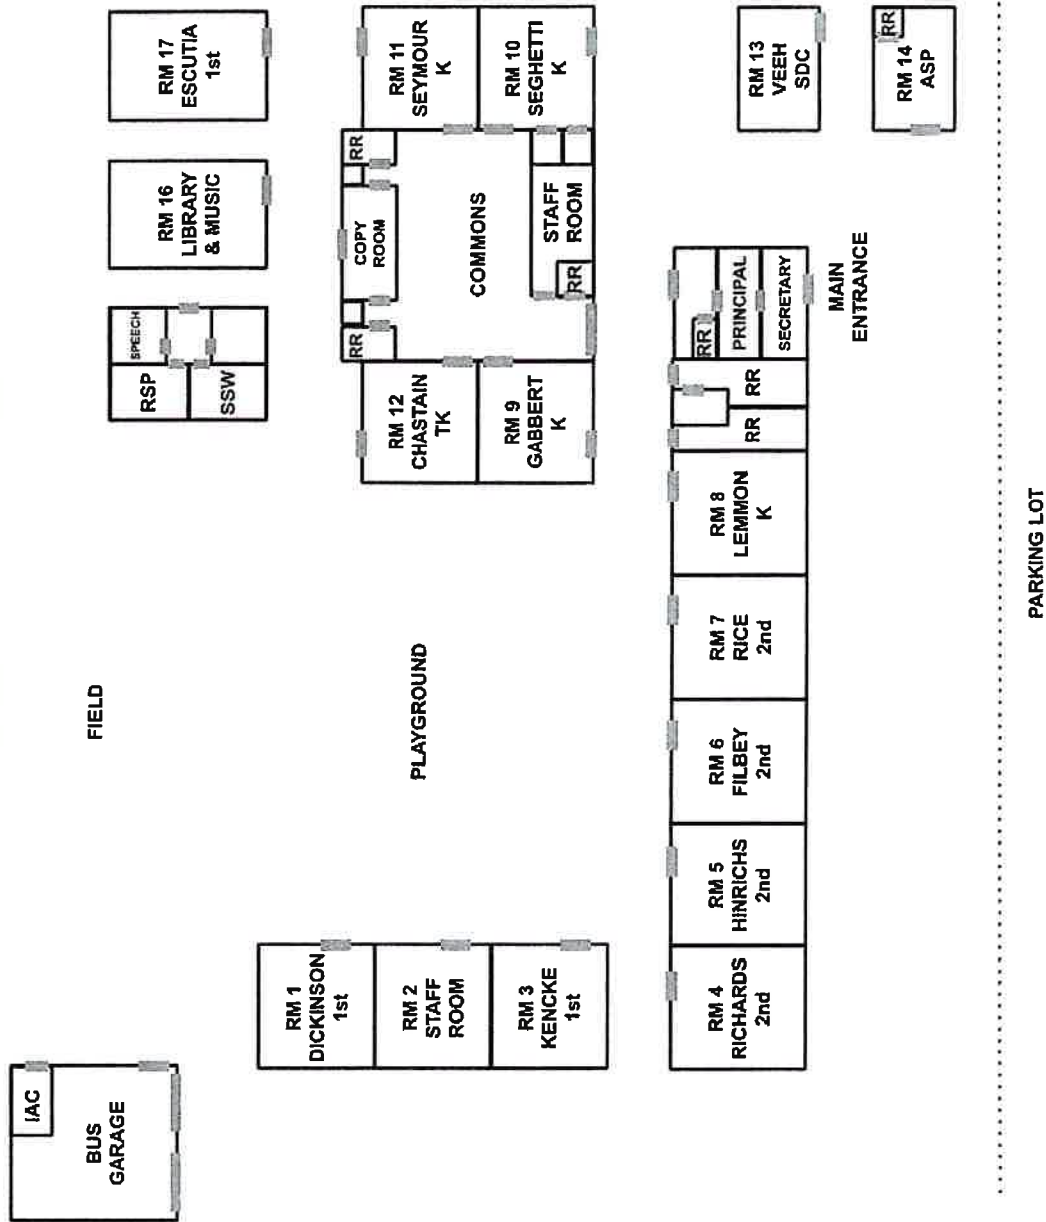 IAC
BUS
GARAGE
FIELD
SPEECH
RSP
SSW
RM 16
LIBRARY
& MUSIC
RM 17
ESCUTIA
1st
RM 1
DICKINSON
1st
RM 2
STAFF
ROOM
RM 3
KENCKE
1st
PLAYGROUND
RR
COPY
ROOM
RR
RM 12
CHASTAIN
TK
RM 11
SEYMOUR
K
COMMONS
RM 9
GABBERT
K
RR
STAFF
ROOM
RM 10
SEGHETTI
K
RM 4
RICHARDS
2nd
RM 5
HINRICHS
2nd
RM 6
FILBEY
2nd
RM 7
RICE
2nd
RM 8
LEMMON
K
RR
RR
RR
PRINCIPAL
SECRETARY
MAIN
ENTRANCE
RM 13
VEEH
SDC
RR
RM 14
ASP
PARKING LOT